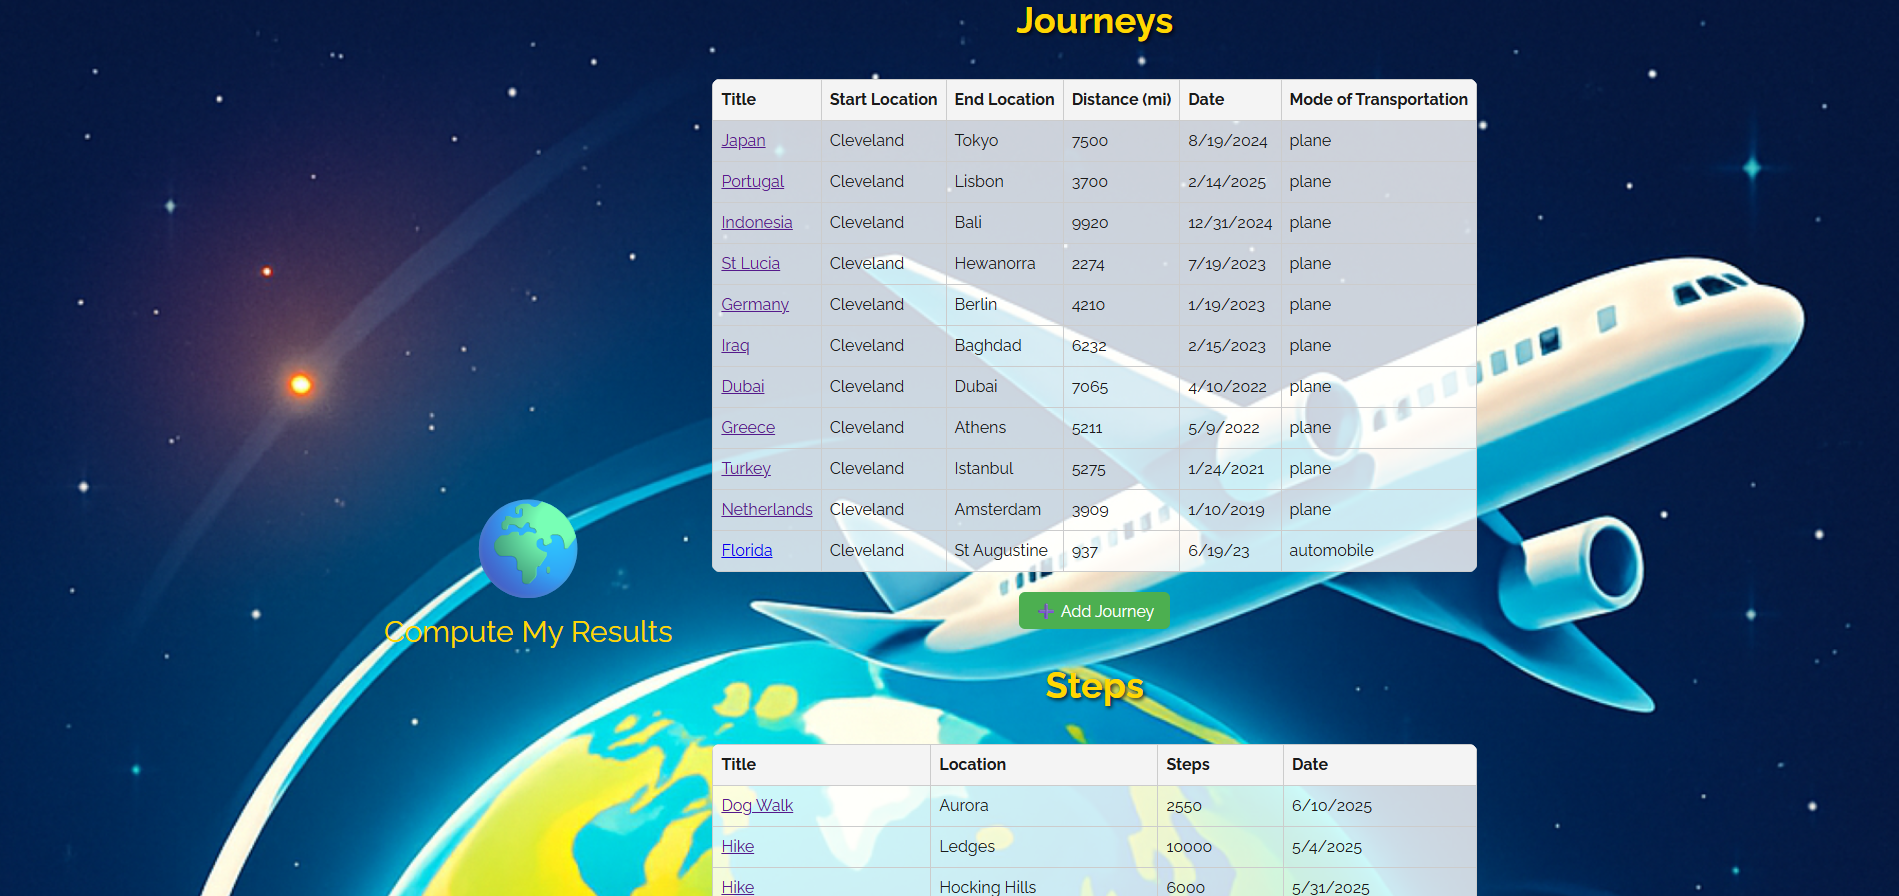 Journeys
Title Start Location End Location Distance (mi) Date Mode of Transportation
Japan Cleveland Tokyo 7500 8/19/2024 plane
Portugal Cleveland Lisbon 3700 2/14/2025 plane
Indonesia Cleveland Bali 9920 12/31/2024 plane
St Lucia Cleveland Hewanorra 2274 7/19/2023 plane
Germany Cleveland Berlin 4210 1/19/2023 plane
Iraq Cleveland Baghdad 6232 2/15/2023 plane
Dubai Cleveland Dubai 7065 4/10/2022 plane
Greece Cleveland Athens 5211 5/9/2022 plane
Turkey Cleveland Istanbul 5275 1/24/2021 plane
Netherlands Cleveland Amsterdam 3909 1/10/2019 plane
Florida Cleveland St Augustine 937 6/19/23 automobile
Add Journey
Compute My Results
Steps
Title Location Steps Date
Dog Walk Aurora 2550 6/10/2025
Hike Ledges 10000 5/4/2025
Hike Hocking Hills 6000 5/31/2025